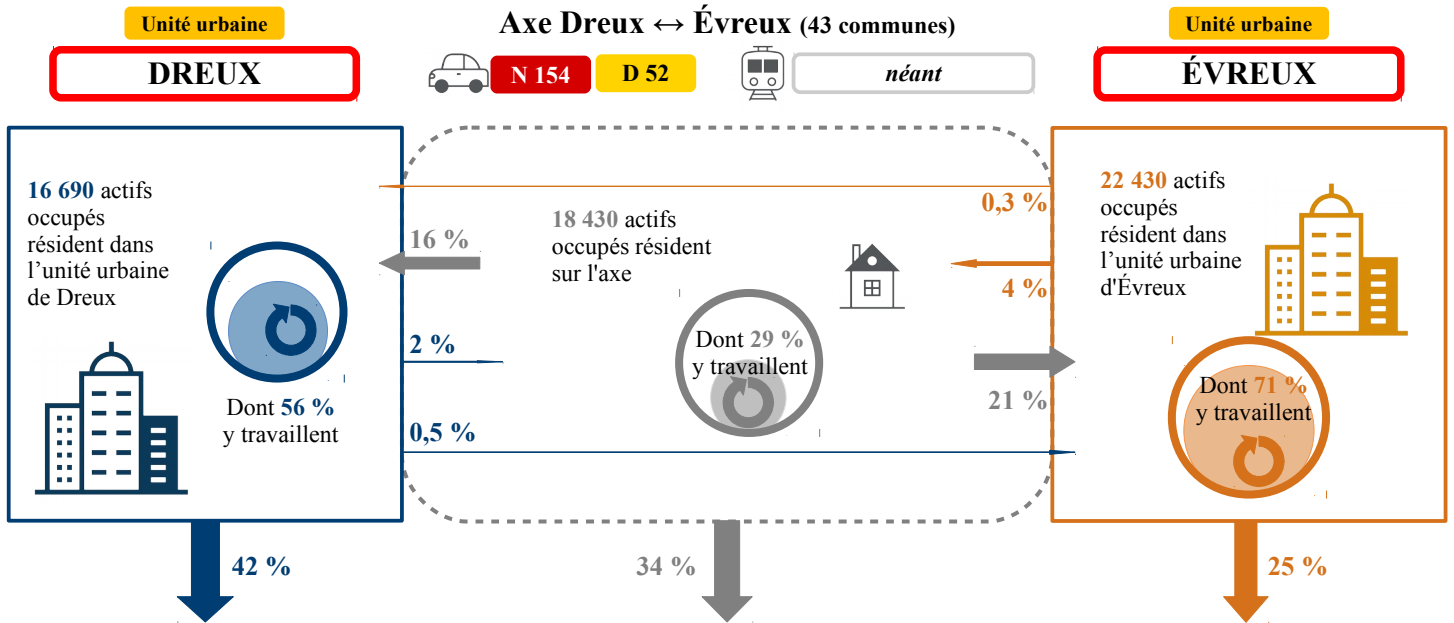 Unité urbaine
DREUX
Axe Dreux ↔ Évreux (43 communes)
N 154
D 52
néant
Unité urbaine
ÉVREUX
16 690 actifs
occupés
résident dans
l’unité urbaine
de Dreux
Dont 56 %
y travaillent
16 %
2 %
0,5 %
18 430 actifs
occupés résident
sur l'axe
Dont 29 %
y travaillent
0,3 %
4 %
21 %
22 430 actifs
occupés
résident dans
l’unité urbaine
d'Évreux
Dont 71 %
y travaillent
42 %
34 %
25 %